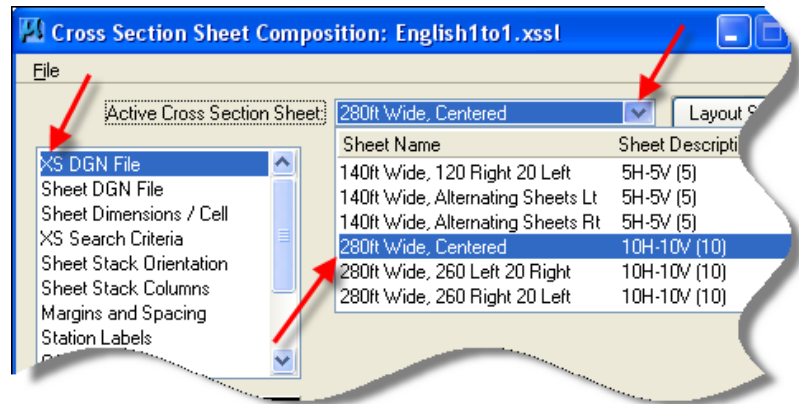 Cross Section Sheet Composition: English1to1.xssl
File
Active Cross Section Sheet: 280ft Wide, Centered Layout
XS DGN File
Sheet DGN File
Sheet Dimensions / Cell
XS Search Criteria
Sheet Stack Orientation
Sheet Stack Columns
Margins and Spacing
Station Labels
Sheet Name Sheet Descripti
140ft Wide, 120 Right 20 Left 5H-5V (5)
140ft Wide, Alternating Sheets Lt 5H-5V (5)
140ft Wide, Alternating Sheets Rt 5H-5V (5)
280ft Wide, Centered 10H-10V (10)
280ft Wide, 260 Left 20 Right 10H-10V (10)
280ft Wide, 260 Right 20 Left 10H-10V (10)